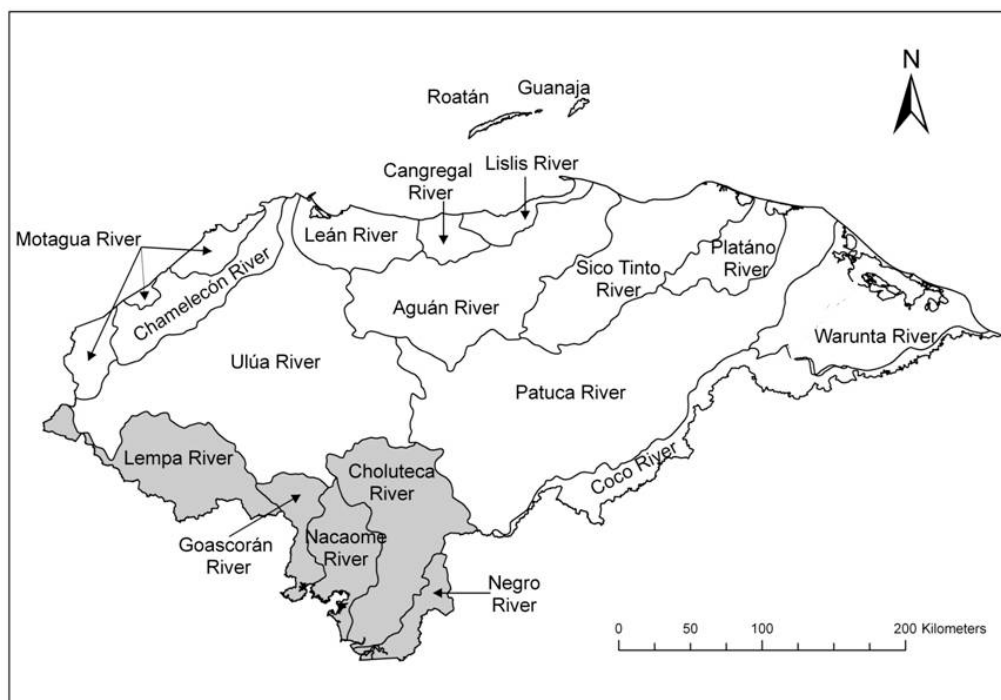 N
Guanaja
Roatán
Lislis River
Cangregal
River
Motagua River
Leán River
Platáno
River
Sico Tinto
River
Chamelecón River
Aguán River
Warunta River
Ulúa River
Patuca River
Lempa River
Choluteca
River
Coco River
Goascorán
River
Nacaome
River
Negro
River
0 50 100 200 Kilometers